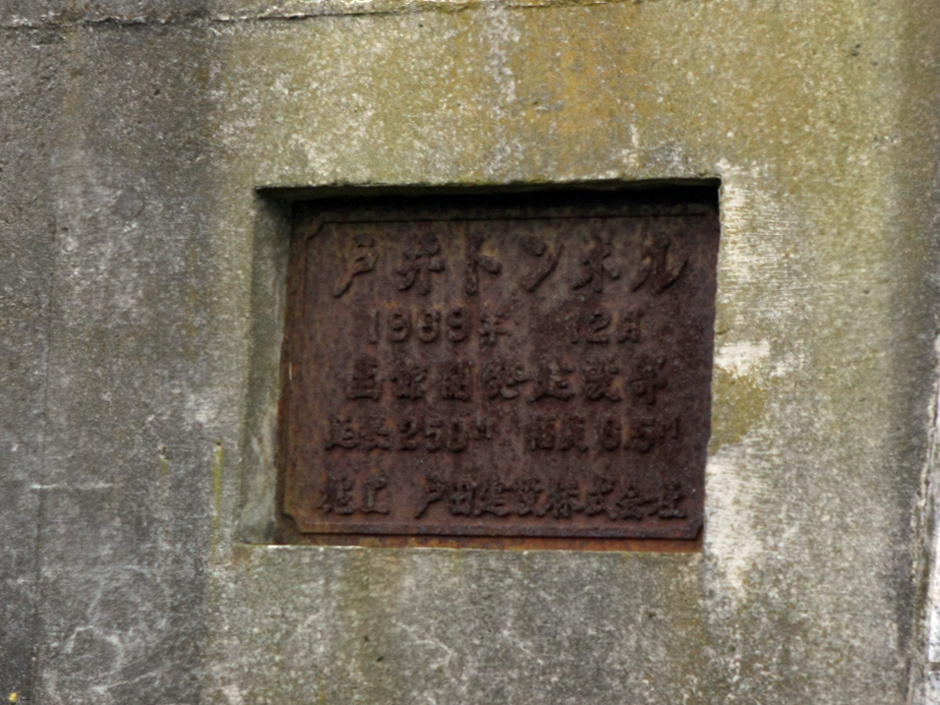 戸井トンネル
1969年 12月
函館開発建設部
延長250M 幅員6.5M
施工 戸田建設株式会社